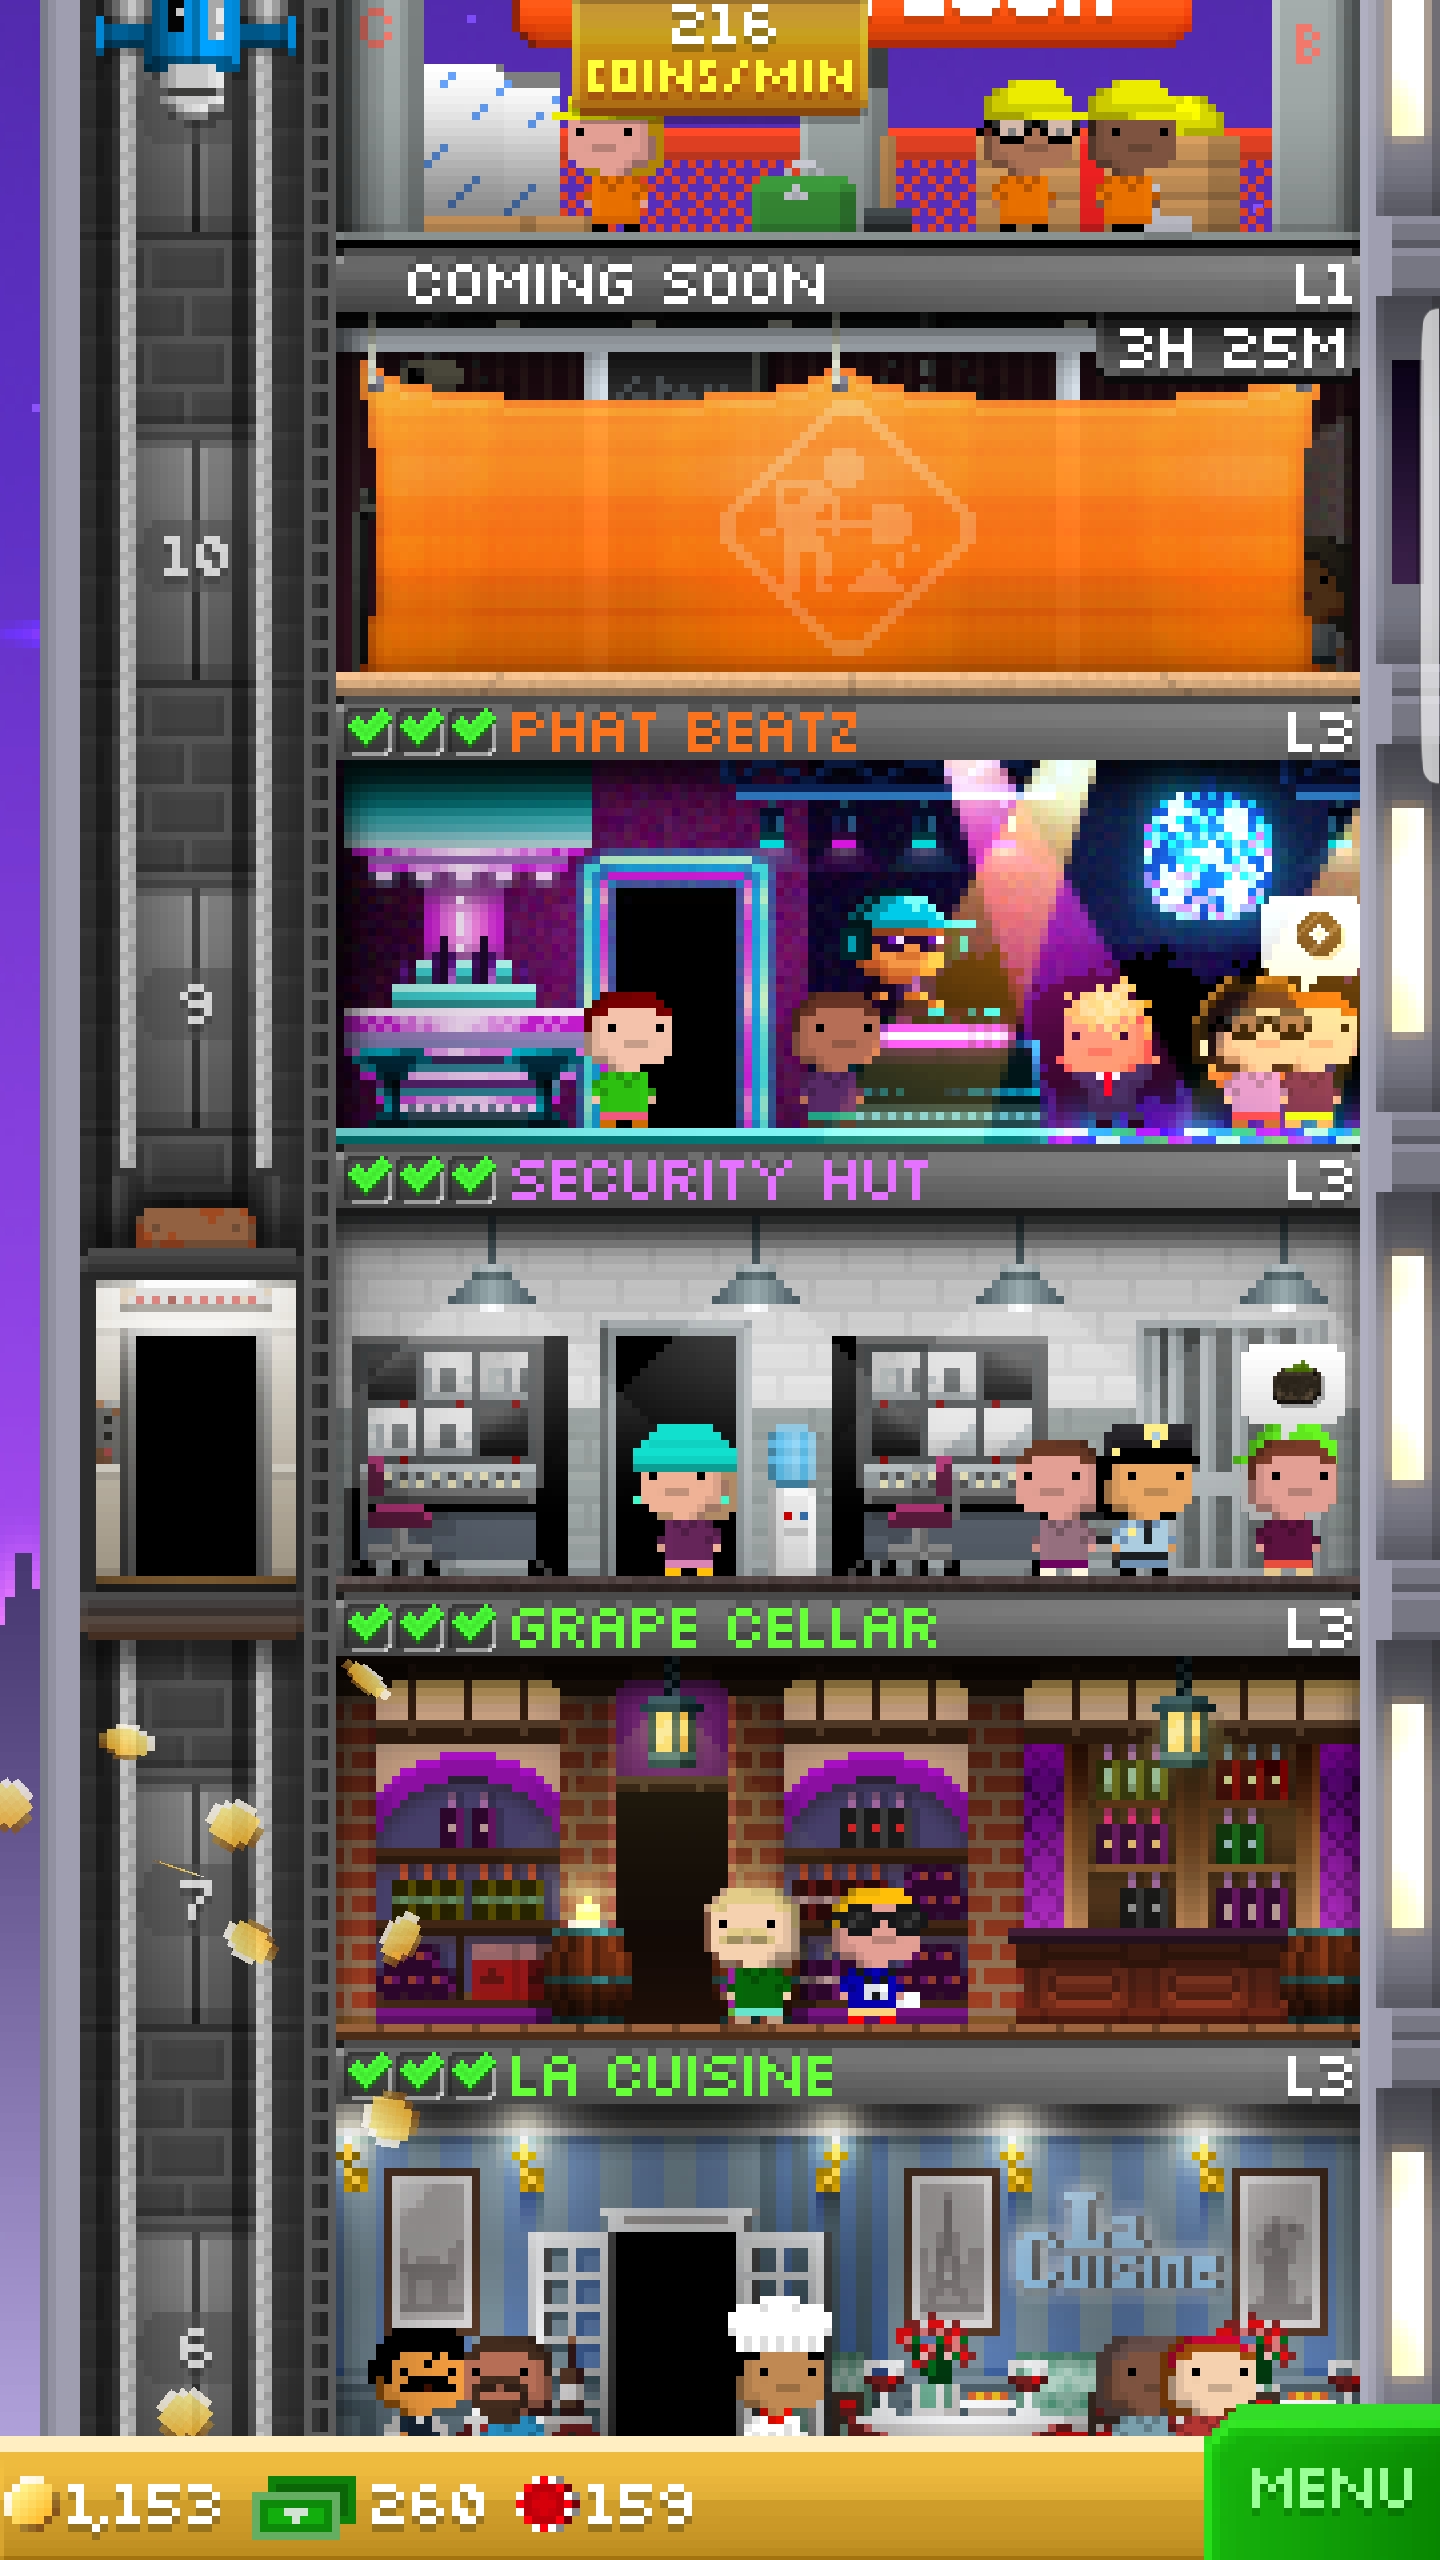 C
216
COINS/MIN
B
COMING SOON L1
3H 25M
10
PHAT BEATZ L3
9
SECURITY HUT L3
GRAPE CELLAR L3
7
LA CUISINE L3
La
Cuisine
6
1,153 260 159
MENU